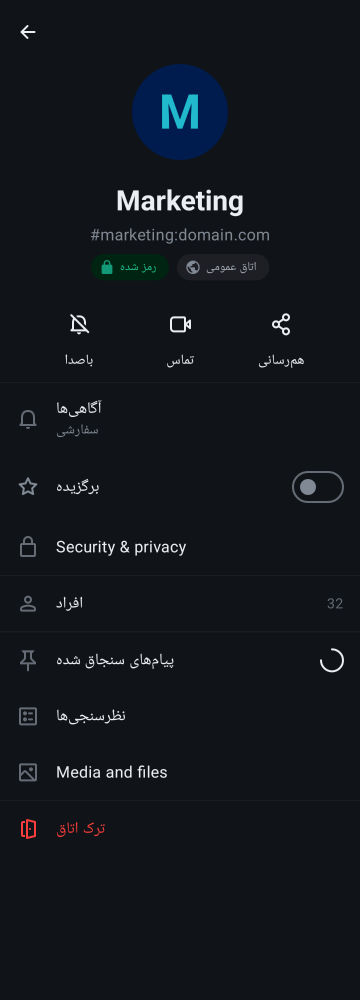 M
Marketing
#marketing:domain.com
رمز شده
اتاق عمومی
باصدا
تماس
هم‌رسانی
آگاهی‌ها
سفارشی
برگزیده
Security & privacy
افراد
32
پیام‌های سنجاق شده
نظرسنجی‌ها
Media and files
ترک اتاق